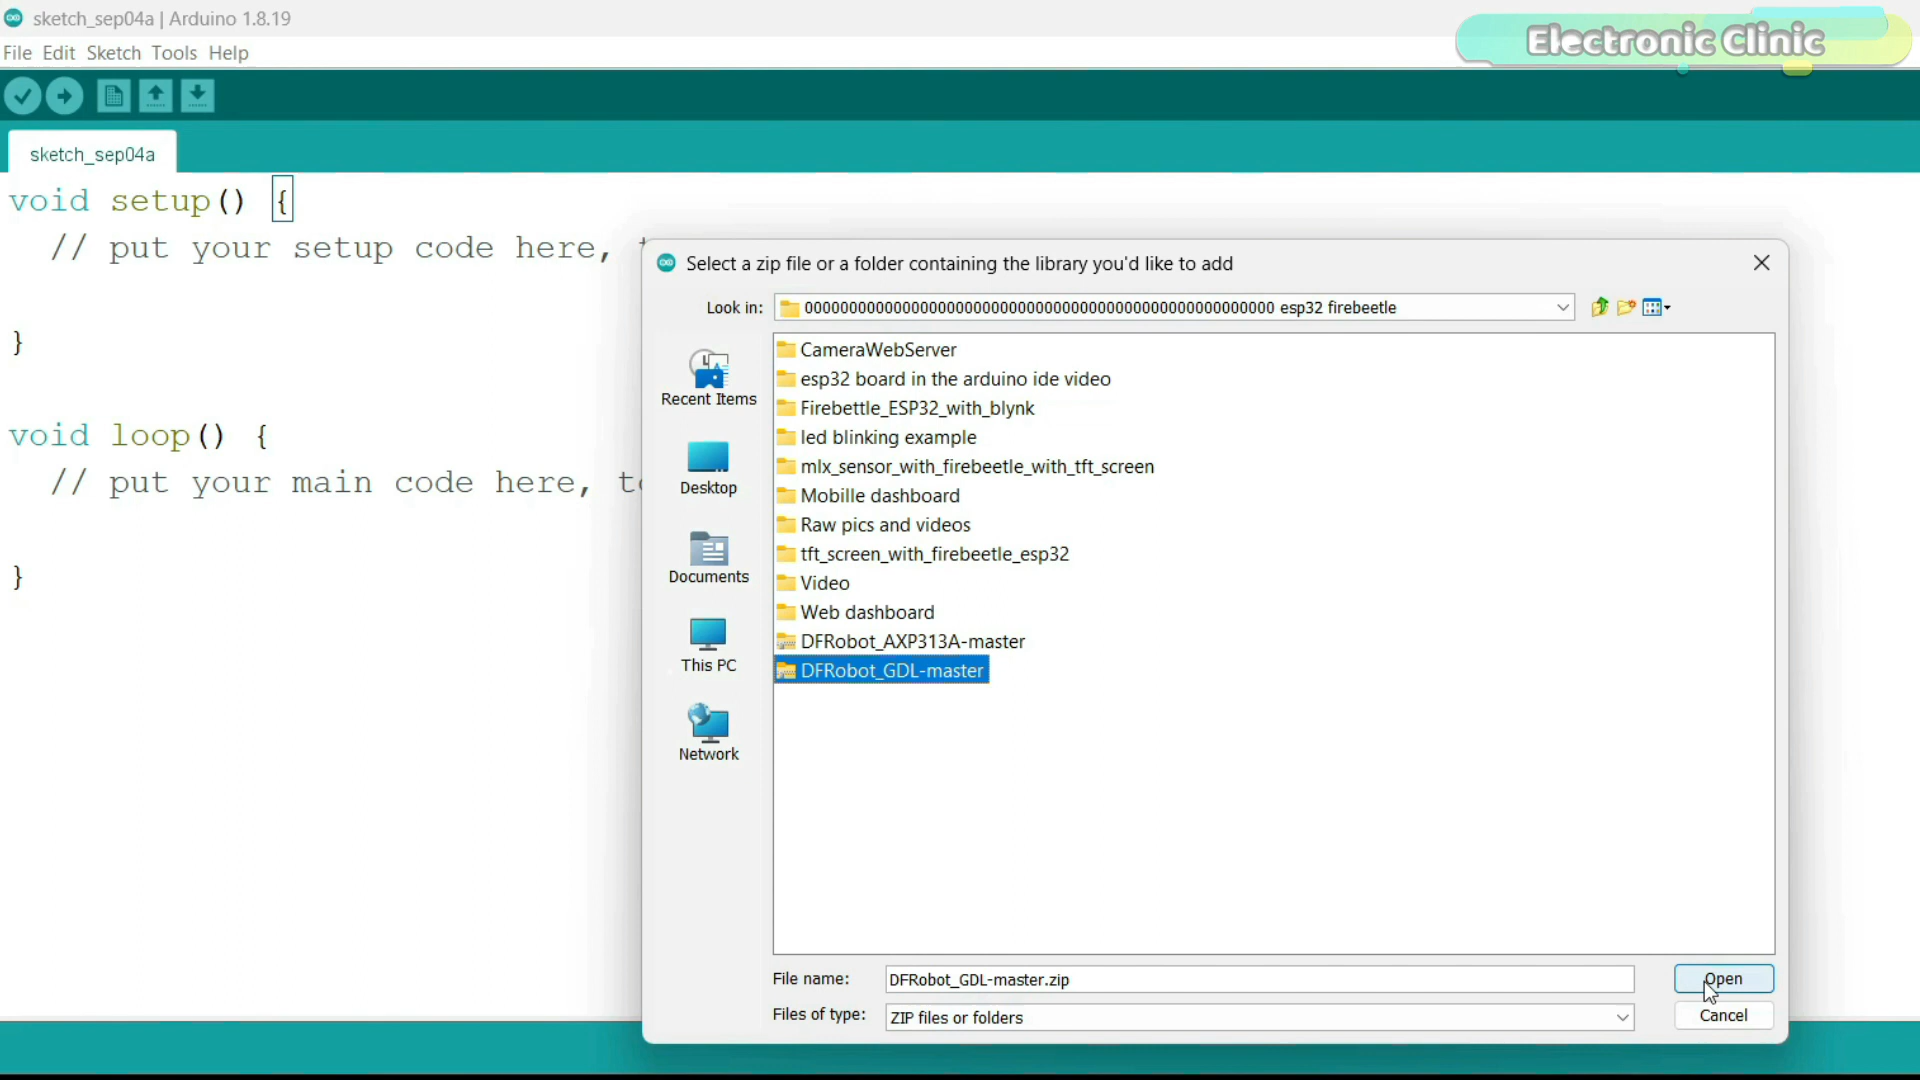 sketch_sep04a | Arduino 1.8.19
Electronic Clinic
File Edit Sketch Tools Help
sketch_sep04a
void setup() {
// put your setup code here,
}
void loop() {
// put your main code here, to
}
Select a zip file or a folder containing the library you'd like to add
Look in: 
esp32 firebeetle
Recent Items
Desktop
Documents
This PC
Network
CameraWebServer
esp32 board in the arduino ide video
Firebettle_ESP32_with_blynk
led blinking example
mlx_sensor_with_firebeetle_with_tft_screen
Mobille dashboard
Raw pics and videos
tft_screen_with_firebeetle_esp32
Video
Web dashboard
DFRobot_AXP313A-master
DFRobot_GDL-master
File name: DFRobot_GDL-master.zip
Open
Files of type: ZIP files or folders
Cancel